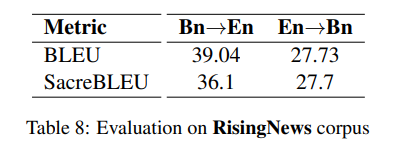 Metric Bn→En En→Bn
BLEU 39.04 27.73
SacreBLEU 36.1 27.7
Table 8: Evaluation on RisingNews corpus